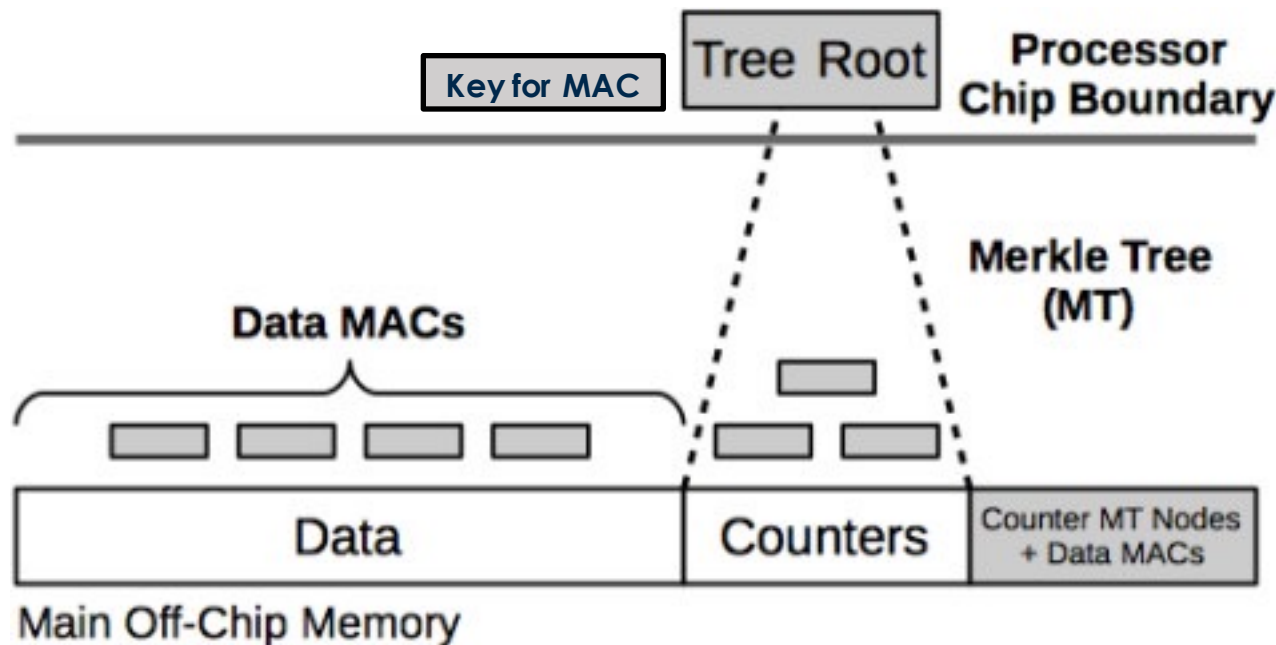 Key for MAC
Tree Root
Processor
Chip Boundary
Merkle Tree
(MT)
Data MACs
Data
Counters
Counter MT Nodes
+ Data MACs
Main Off-Chip Memory